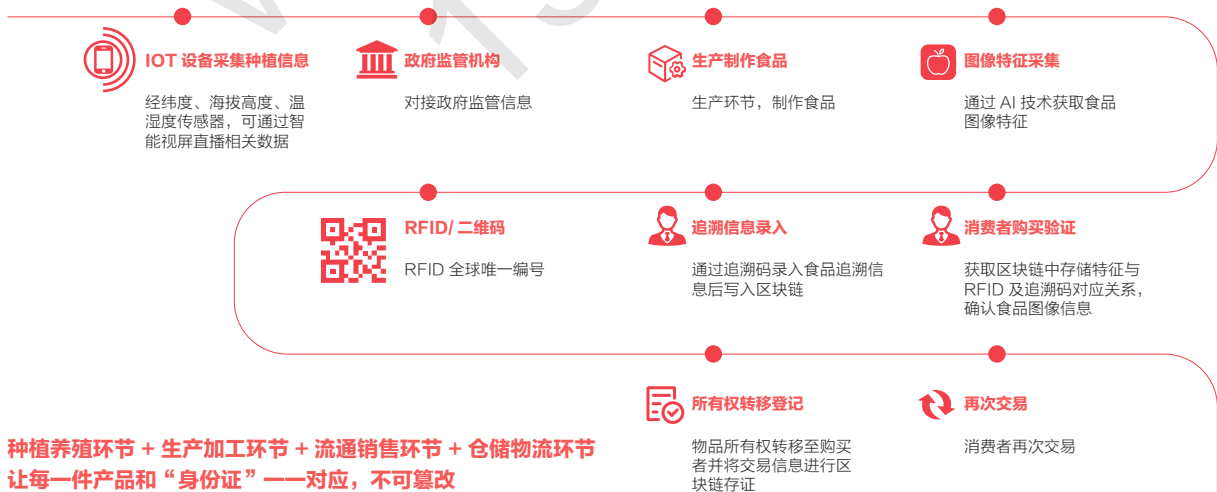 IOT 设备采集种植信息
经纬度、海拔高度、温
湿度传感器，可通过智
能视屏直播相关数据
政府监管机构
对接政府监管信息
生产制作食品
生产环节，制作食品
图像特征采集
通过 AI 技术获取食品
图像特征
RFID/ 二维码
RFID 全球唯一编号
追溯信息录入
通过追溯码录入食品追溯信
息后写入区块链
消费者购买验证
获取区块链中存储特征与
RFID 及追溯码对应关系，
确认食品图像信息
所有权转移登记
物品所有权转移至购买
者并将交易信息进行区
块链存证
再次交易
消费者再次交易
种植养殖环节 + 生产加工环节 + 流通销售环节 + 仓储物流环节
让每一件产品和“身份证”一一对应，不可篡改